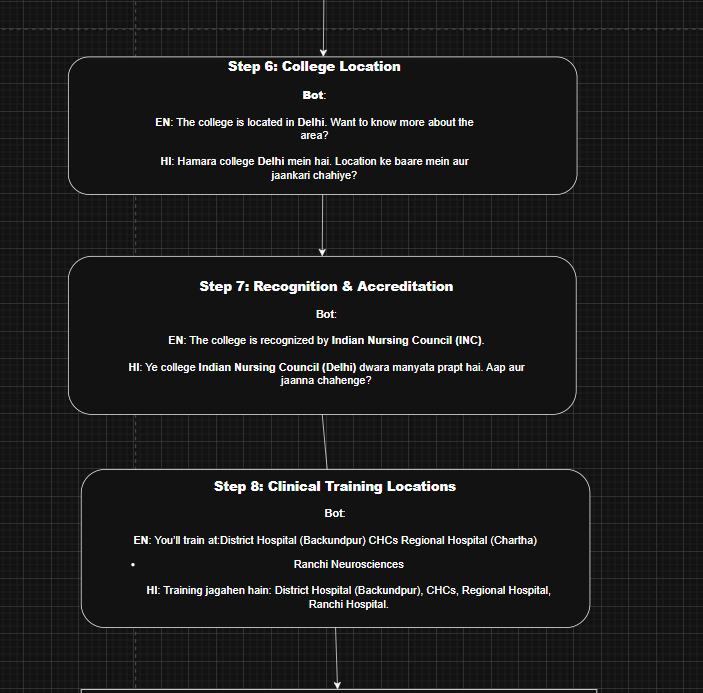 Step 6: College Location
Bot:
EN: The college is located in Delhi. Want to know more about the
area?
HI: Hamara college Delhi mein hai. Location ke baare mein aur
jaankari chahiye?
Step 7: Recognition & Accreditation
Bot:
EN: The college is recognized by Indian Nursing Council (INC).
HI: Ye college Indian Nursing Council (Delhi) dwara manyata prapt hai. Aap aur
jaanna chahenge?
Step 8: Clinical Training Locations
Bot:
EN: You'll train at:District Hospital (Backundpur) CHCs Regional Hospital (Chartha)
• Ranchi Neurosciences
HI: Training jagahen hain: District Hospital (Backundpur), CHCs, Regional Hospital,
Ranchi Hospital.